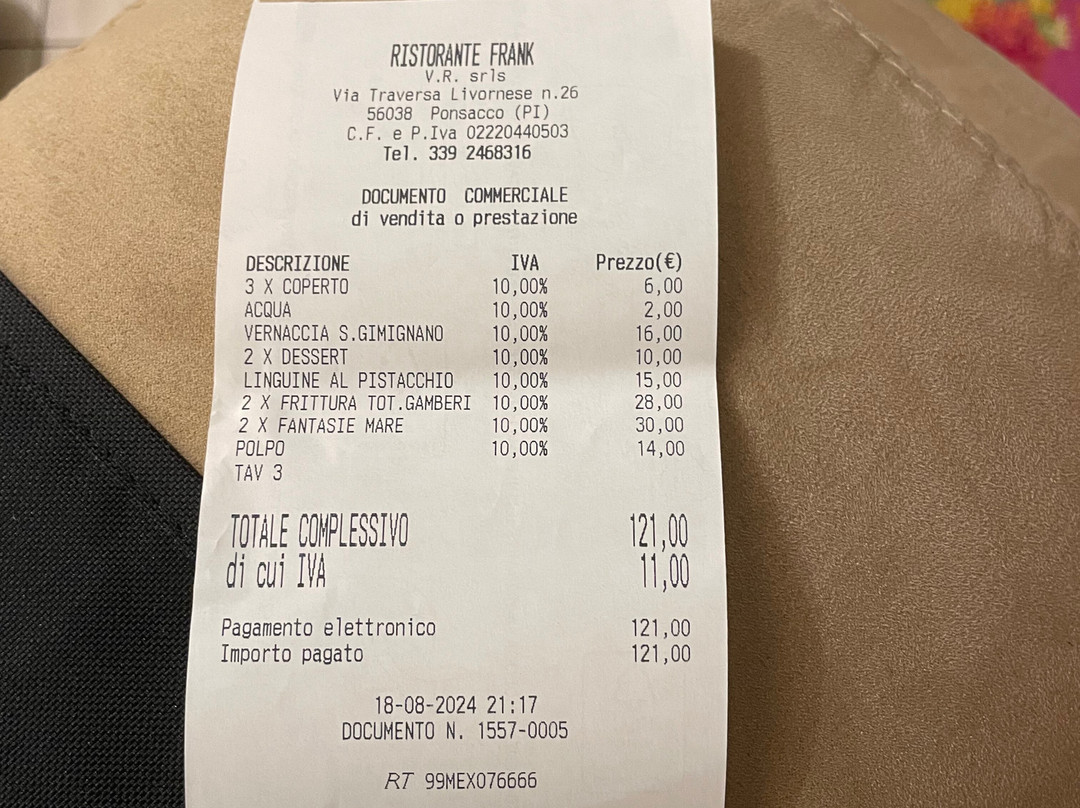 RISTORANTE FRANK
V.R. srls
Via Traversa Livornese n.26
56038 Ponsacco (PI)
C.F. e P.Iva 02220440503
Tel. 339 2468316
DOCUMENTO COMMERCIALE
di vendita o prestazione
DESCRIZIONE IVA Prezzo(€)
3 X COPERTO 10,00% 6,00
ACQUA 10,00% 2,00
VERNACCIA S.GIMIGNANO 10,00% 16,00
2 X DESSERT 10,00% 10,00
LINGUINE AL PISTACCHIO 10,00% 15,00
2 X FRITTURA TOT.GAMBERI 10,00% 28,00
2 X FANTASIE MARE 10,00% 30,00
POLPO 10,00% 14,00
TAV 3
TOTALE COMPLESSIVO 121,00
di cui IVA 11,00
Pagamento elettronico 121,00
Importo pagato 121,00
18-08-2024 21:17
DOCUMENTO N. 1557-0005
RT 99MEX076666